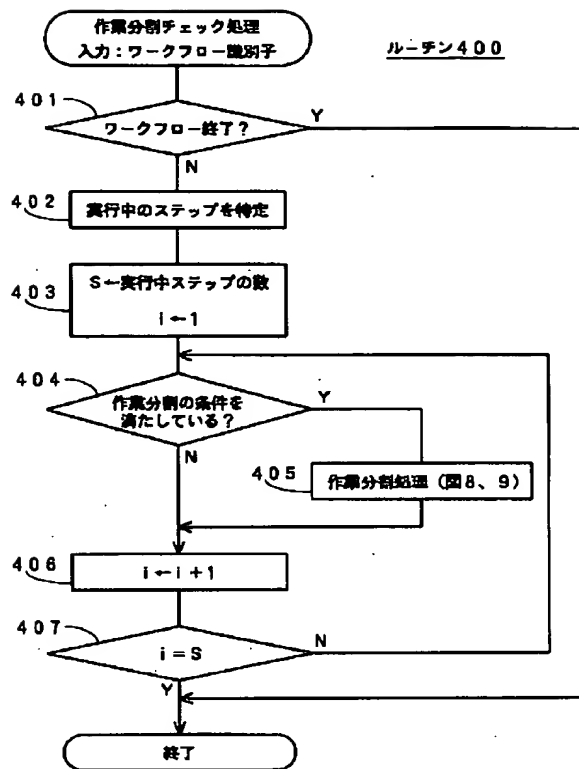 作業分割チェック処理
入力：ワークフロー識別子
ルーチン400
401
ワークフロー終了？
Y
N
402
実行中のステップを特定
403
S←実行中ステップの数
i←1
404
作業分割の条件を
満たしている？
Y
N
405
作業分割処理（図8、9）
406
i←i＋1
407
i＝S
N
Y
終了